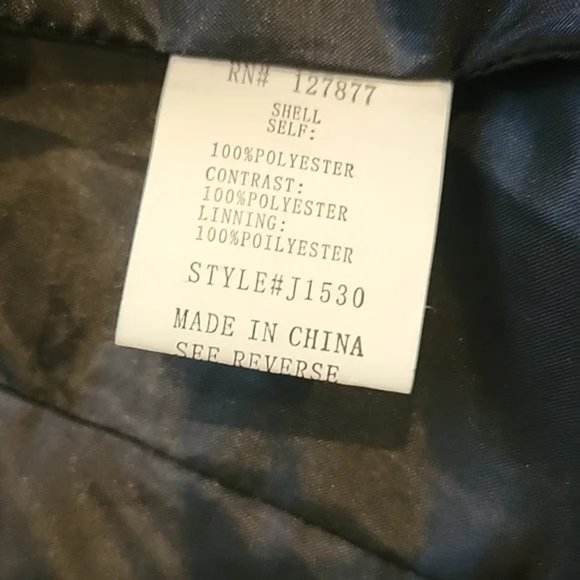 RN# 127877
SHELL
SELF:
100%POLYESTER
CONTRAST:
100%POLYESTER
LINNING:
100%POILYESTER
STYLE#J1530
MADE IN CHINA
SEE REVERSE